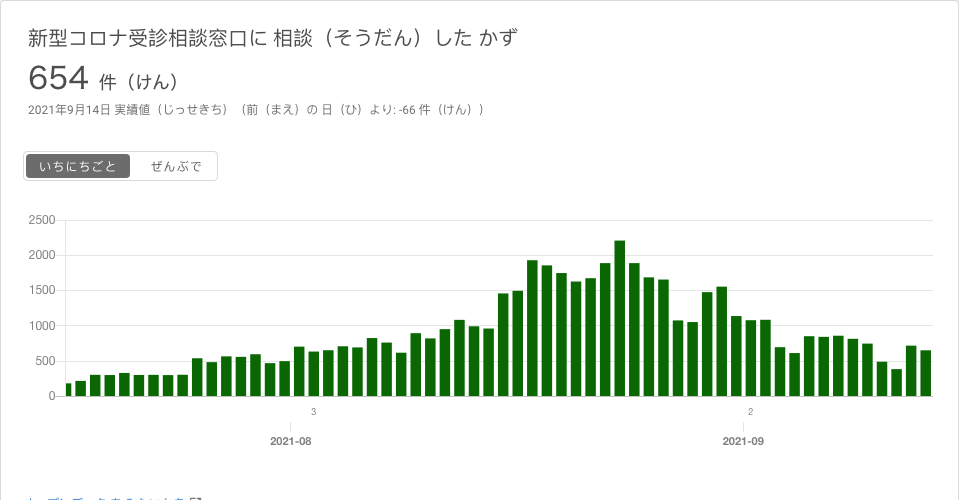 新型コロナ受診相談窓口に 相談（そうだん）した かず
654 件（けん）
2021年9月14日 実績値（じっせきち）（前（まえ）の 日（ひ）より: -66 件（けん））
いちにちごと ぜんぶで
2500
2000
1500
1000
500
0
3 2
2021-08 2021-09